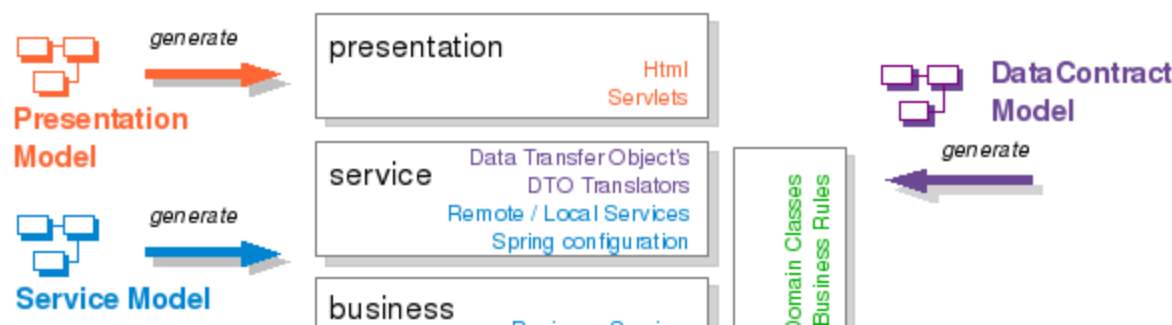 generate
Presentation
Model
presentation
Html
Servlets
DataContract
Model
generate
service
Data Transfer Object's
DTO Translators
Remote / Local Services
Spring configuration
generate
Service Model
business
Domain Classes
Business Rules